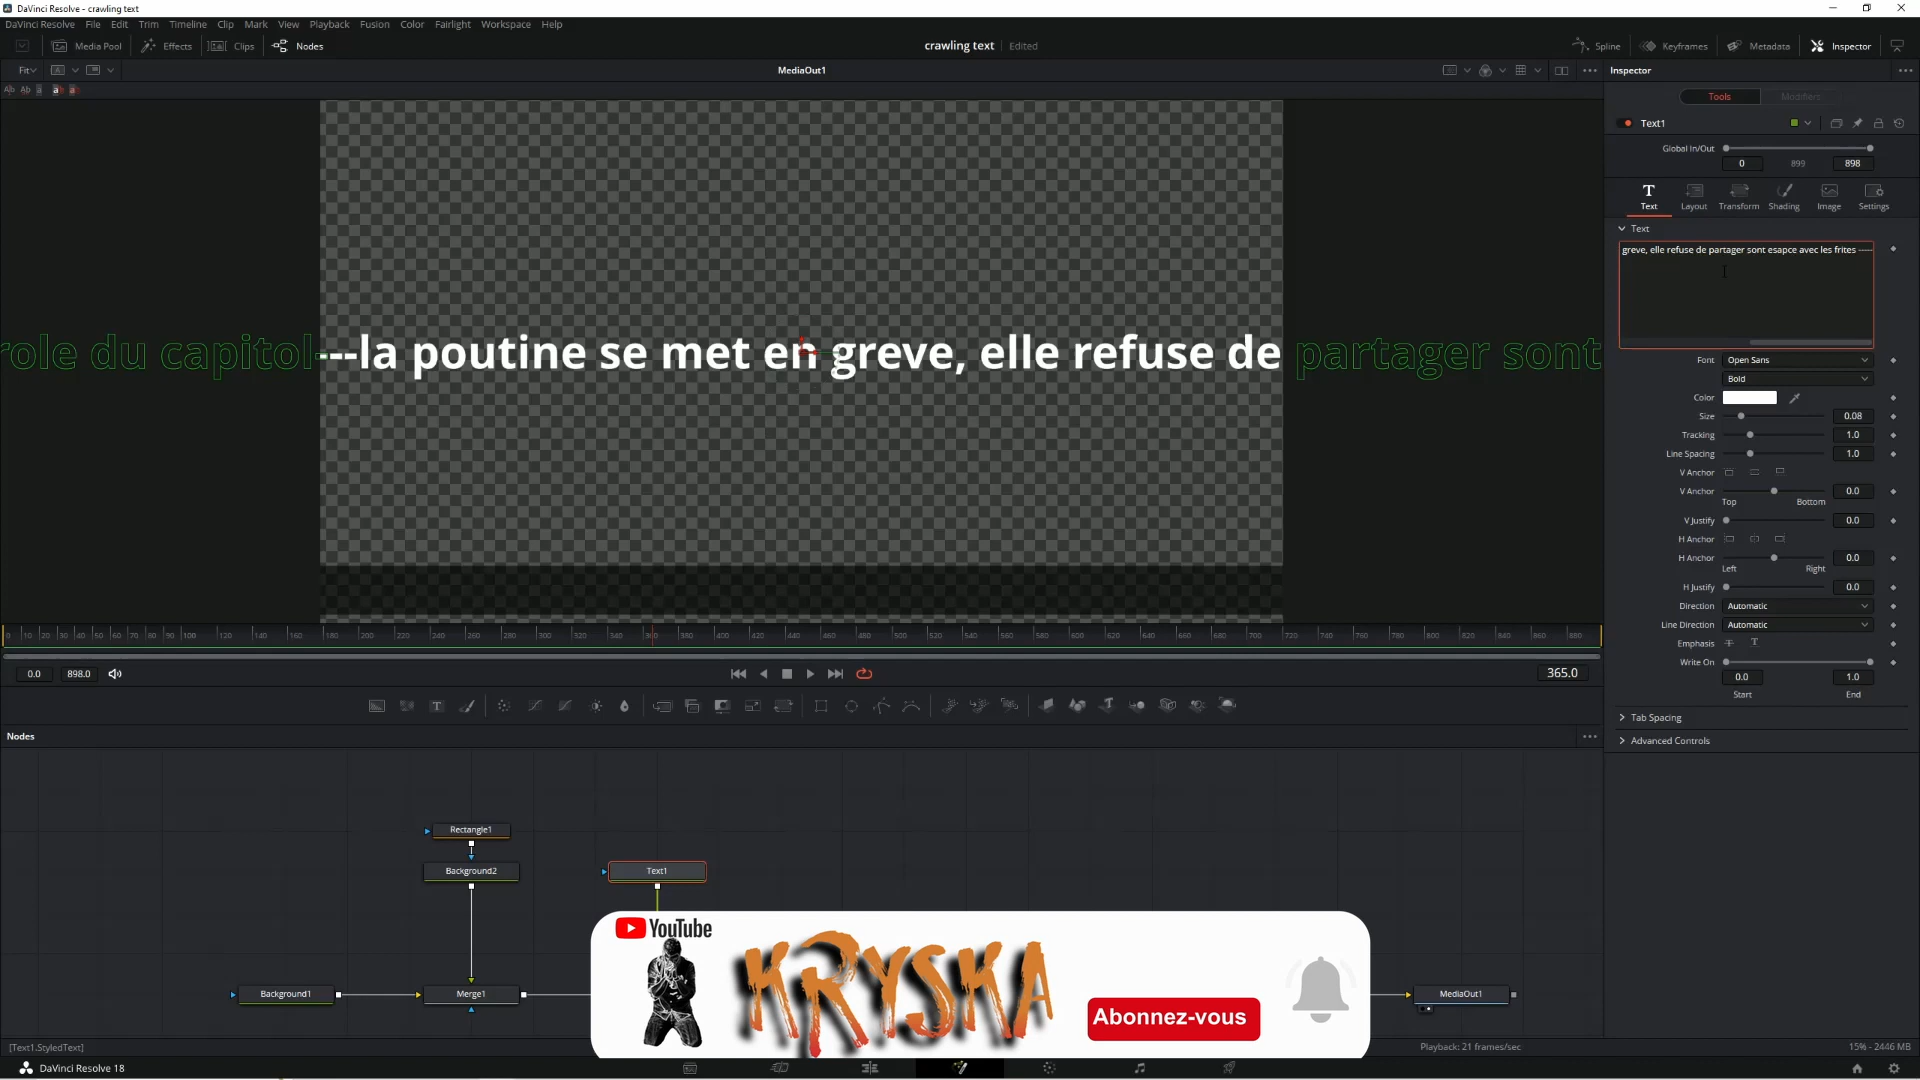 DaVinci Resolve - crawling text
DaVinci Resolve File Edit Trim Timeline Clip Mark View Playback Fusion Color Fairlight Workspace Help
Media Pool Effects Clips Nodes crawling text Edited Spline Keyframes Metadata Inspector
Fit MediaOut1 Inspector
Tools Modifiers
Text1
Global In/Out
0 899 898
Text Layout Transform Shading Image Settings
Text
greve, elle refuse de partager sont esapce avec les frites -----
role du capitol---la poutine se met en greve, elle refuse de partager sont
Font Open Sans
Bold
Color
Size 0.08
Tracking 1.0
Line Spacing 1.0
V Anchor
V Anchor 0.0
Top Bottom
V Justify 0.0
H Anchor
H Anchor 0.0
Left Right
H Justify 0.0
Direction Automatic
Line Direction Automatic
Emphasis
Write On
0.0 1.0
Start End
Tab Spacing
Advanced Controls
0 10 20 30 40 50 60 70 80 90 100 120 140 160 180 200 220 240 260 280 300 320 340 360 380 400 420 440 460 480 500 520 540 560 580 600 620 640 660 680 700 720 740 760 780 800 820 840 860 880
0.0 898.0 365.0
Nodes
Rectangle1
Background2 Text1
Background1 Merge1 MediaOut1
YouTube
KRYSKA
Abonnez-vous
[Text1.StyledText] Playback: 21 frames/sec 15% - 2446 MB
DaVinci Resolve 18